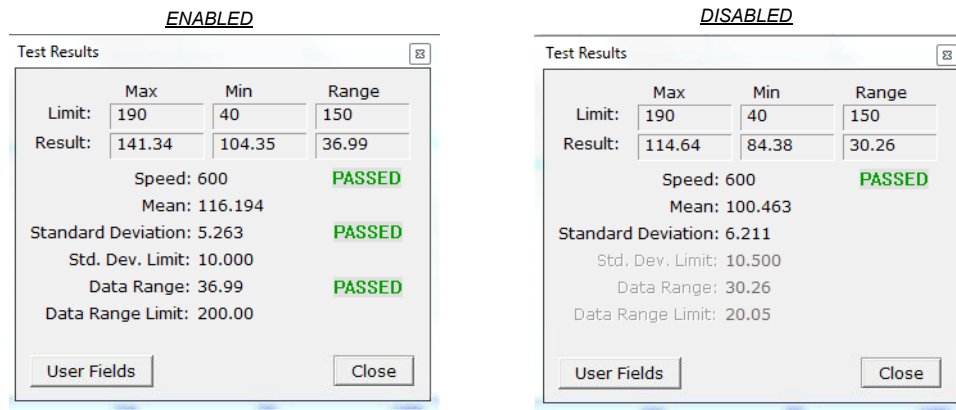 ENABLED
Test Results
Max Min Range
Limit: 190 40 150
Result: 141.34 104.35 36.99
Speed: 600 PASSED
Mean: 116.194
Standard Deviation: 5.263 PASSED
Std. Dev. Limit: 10.000
Data Range: 36.99 PASSED
Data Range Limit: 200.00
User Fields Close
DISABLED
Test Results
Max Min Range
Limit: 190 40 150
Result: 114.64 84.38 30.26
Speed: 600 PASSED
Mean: 100.463
Standard Deviation: 6.211
Std. Dev. Limit: 10.500
Data Range: 30.26
Data Range Limit: 20.05
User Fields Close